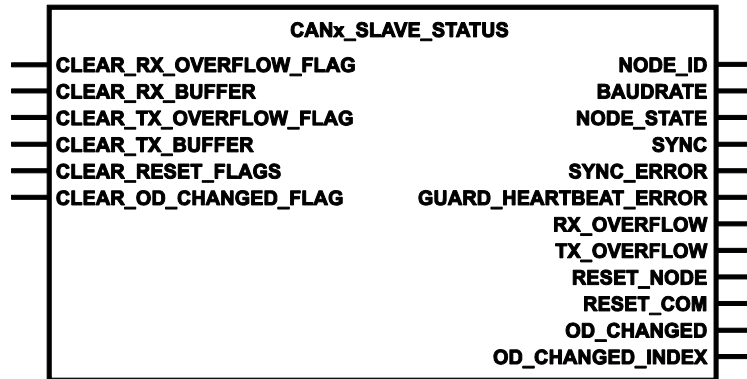 CANx_SLAVE_STATUS
CLEAR_RX_OVERFLOW_FLAG NODE_ID
CLEAR_RX_BUFFER BAUDRATE
CLEAR_TX_OVERFLOW_FLAG NODE_STATE
CLEAR_TX_BUFFER SYNC
CLEAR_RESET_FLAGS SYNC_ERROR
CLEAR_OD_CHANGED_FLAG GUARD_HEARTBEAT_ERROR
RX_OVERFLOW
TX_OVERFLOW
RESET_NODE
RESET_COM
OD_CHANGED
OD_CHANGED_INDEX